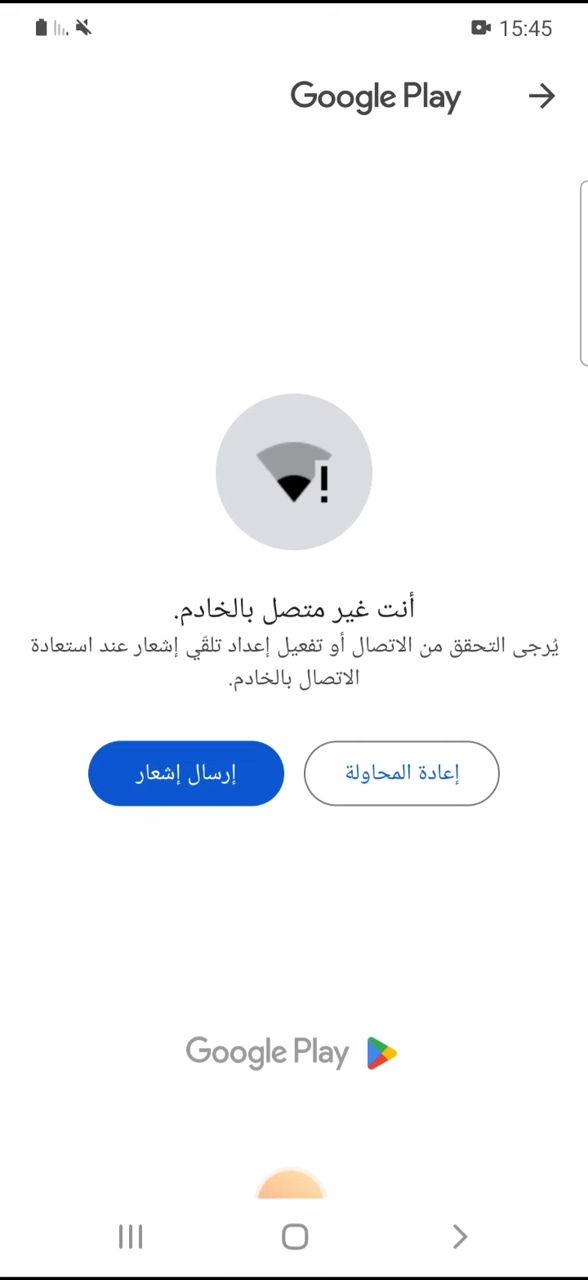 15:45
Google Play
أنت غير متصل بالخادم.
يُرجى التحقق من الاتصال أو تفعيل إعداد تلقّي إشعار عند استعادة
الاتصال بالخادم.
إعادة المحاولة
إرسال إشعار
Google Play